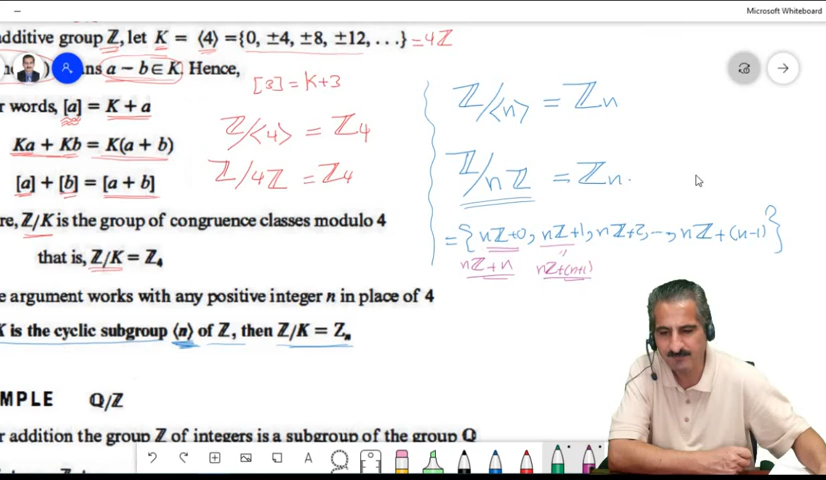 Microsoft Whiteboard
additive group ℤ, let K = ⟨4⟩ = {0, ±4, ±8, ±12, . . .} = 4ℤ
ns a − b ∈ K. Hence,
[3] = K+3
r words, [a] = K + a
Ka + Kb = K(a + b)
[a] + [b] = [a + b]
ℤ/⟨4⟩ = ℤ4
ℤ/4ℤ = ℤ4
re, ℤ/K is the group of congruence classes modulo 4
that is, ℤ/K = ℤ4
e argument works with any positive integer n in place of 4
K is the cyclic subgroup ⟨n⟩ of ℤ, then ℤ/K = ℤn
ℤ/⟨n⟩ = ℤn
ℤ/nℤ = ℤn.
= {nℤ+0, nℤ+1, nℤ+2, --, nℤ+(n-1)}
nℤ+n
nℤ+(n+1)
MPLE ℚ/ℤ
r addition the group ℤ of integers is a subgroup of the group ℚ